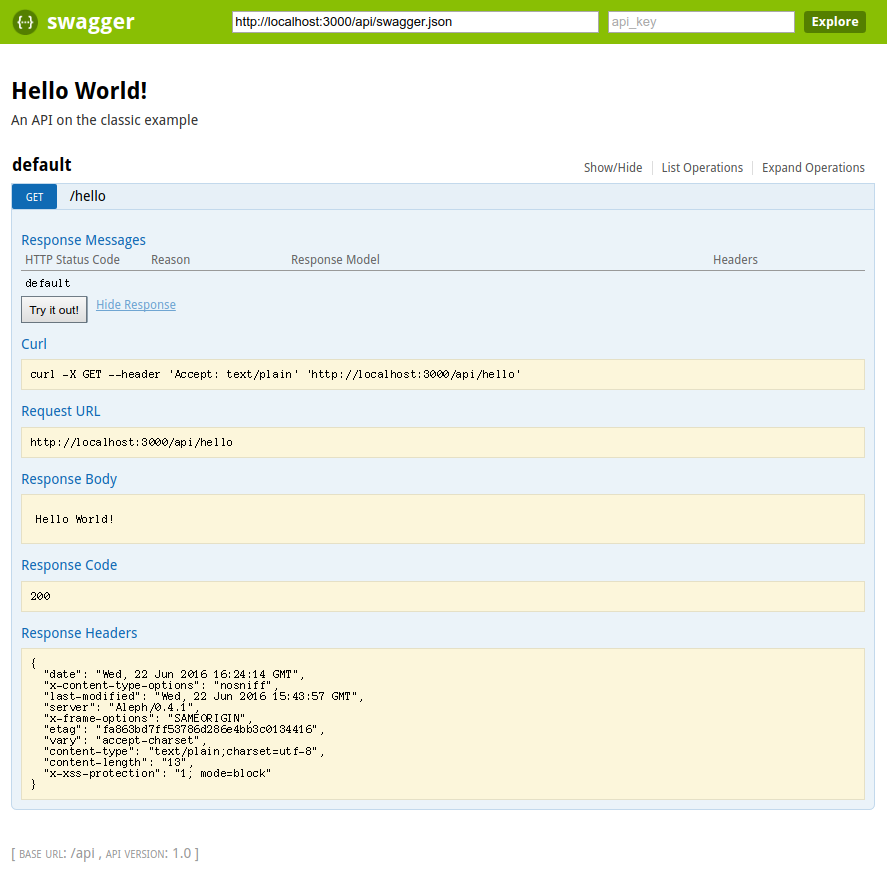 {··} swagger http://localhost:3000/api/swagger.json api_key Explore
Hello World!
An API on the classic example
default Show/Hide List Operations Expand Operations
GET /hello
Response Messages
HTTP Status Code Reason Response Model Headers
default
Try it out! Hide Response
Curl
curl -X GET --header 'Accept: text/plain' 'http://localhost:3000/api/hello'
Request URL
http://localhost:3000/api/hello
Response Body
Hello World!
Response Code
200
Response Headers
{
"date": "Wed, 22 Jun 2016 16:24:14 GMT",
"x-content-type-options": "nosniff",
"last-modified": "Wed, 22 Jun 2016 15:43:57 GMT",
"server": "Aleph/0.4.1",
"x-frame-options": "SAMEORIGIN",
"etag": "fa863bd7ff53786d286e4bb3c0134416",
"vary": "accept-charset",
"content-type": "text/plain;charset=utf-8",
"content-length": "13",
"x-xss-protection": "1; mode=block"
}
[ BASE URL: /api , API VERSION: 1.0 ]